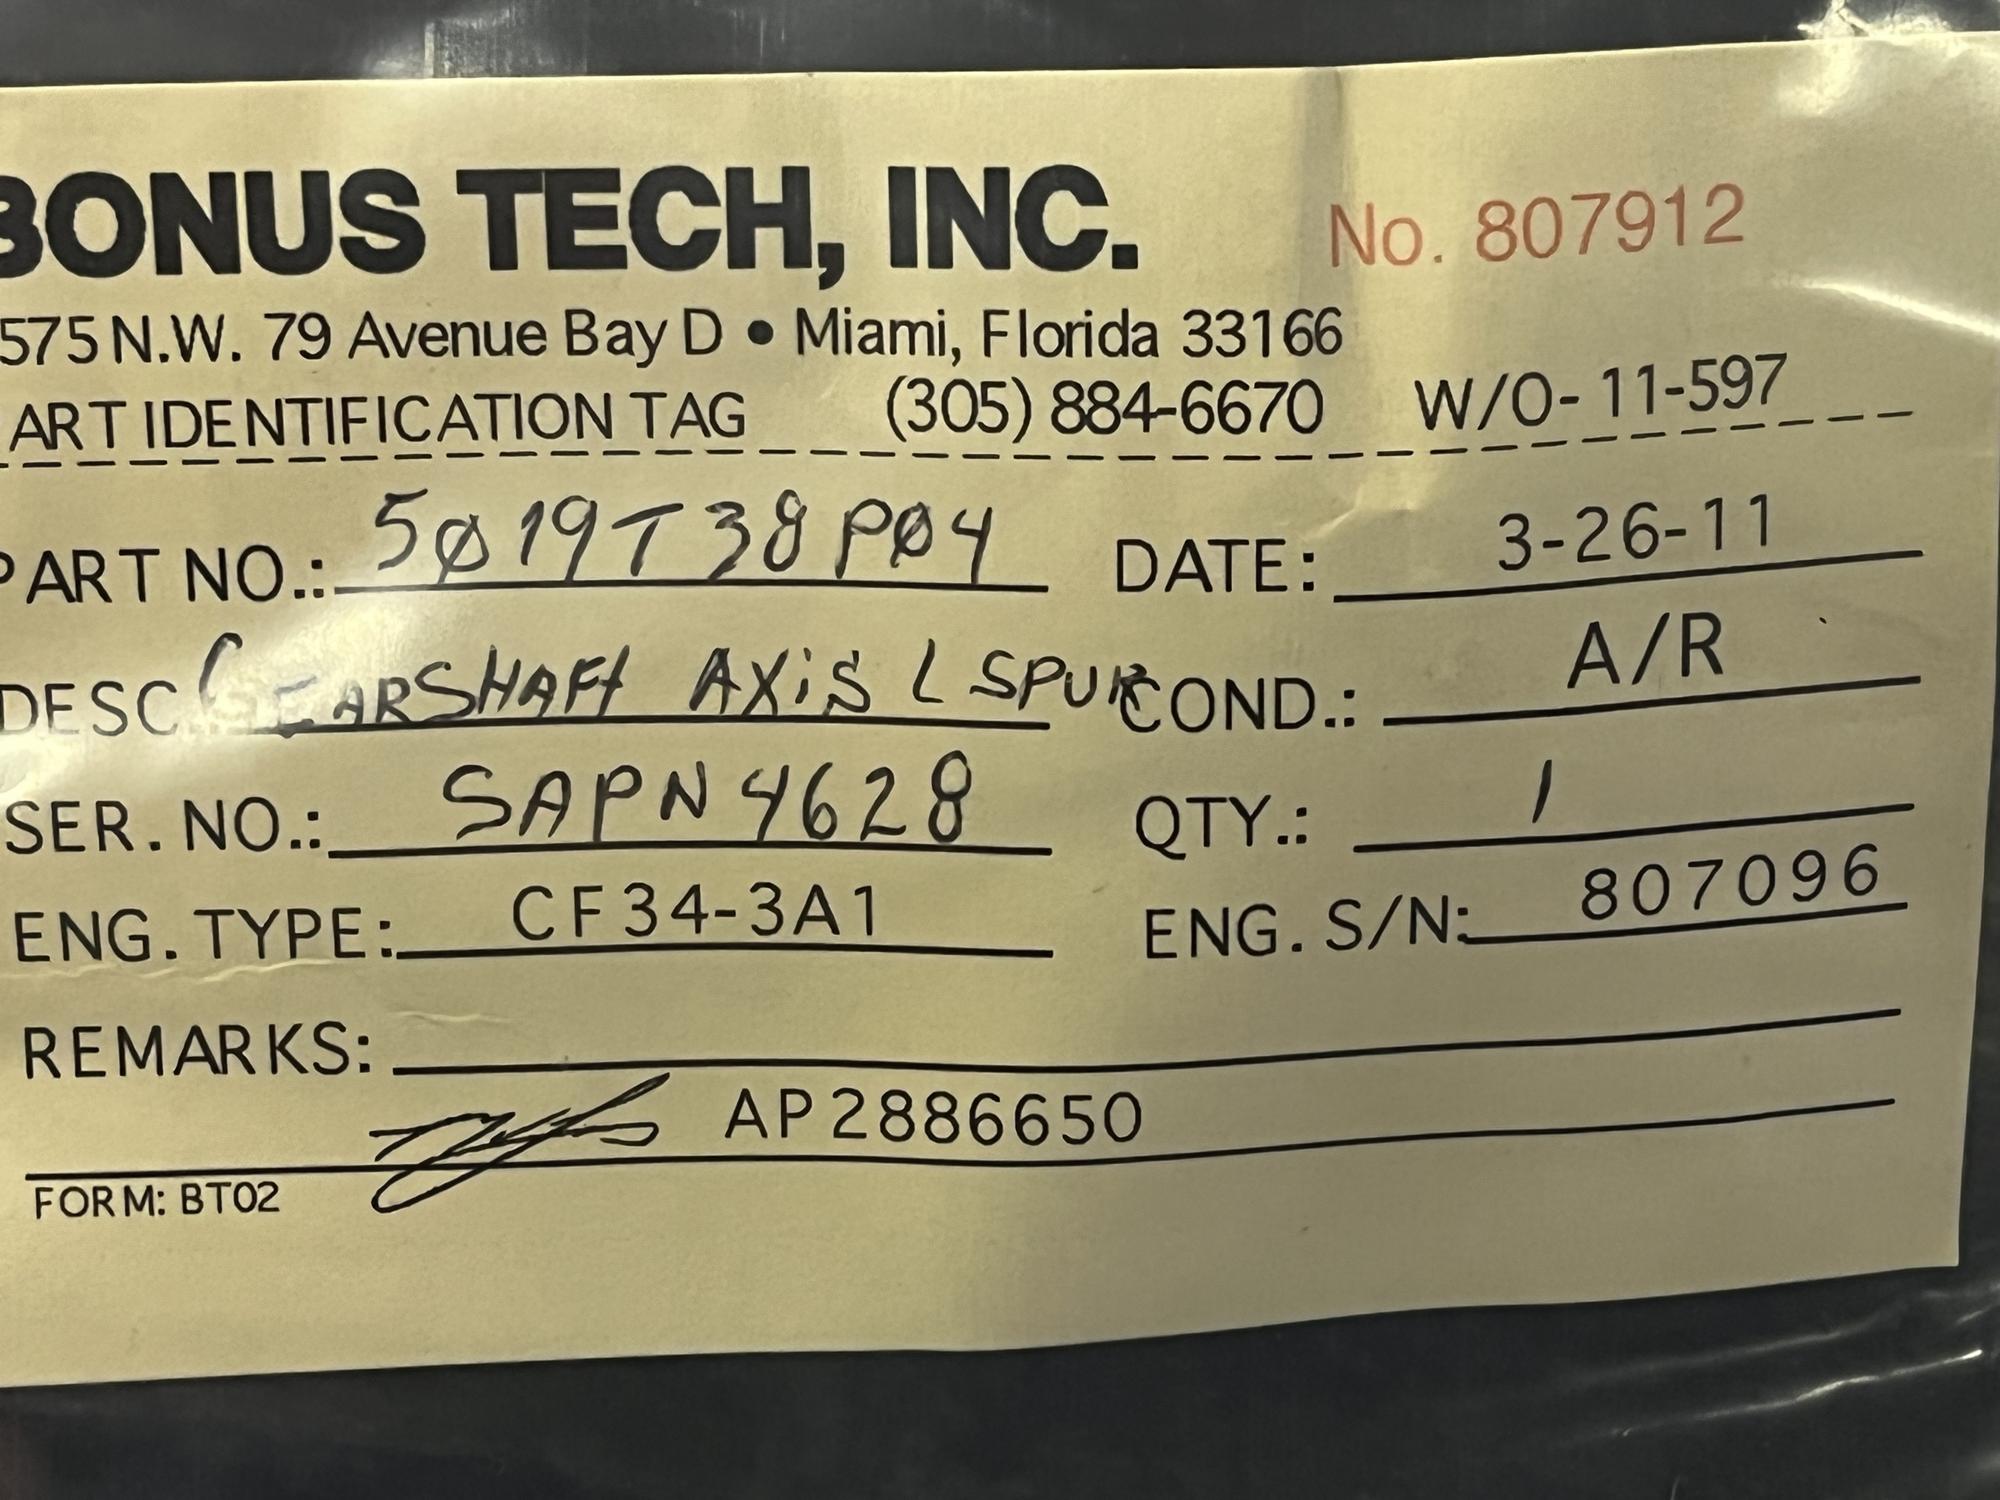 BONUS TECH, INC. No. 807912
575 N.W. 79 Avenue Bay D • Miami, Florida 33166
ART IDENTIFICATION TAG (305) 884-6670 W/O- 11-597
PART NO.: 5Ø19T38PØ4 DATE: 3-26-11
DESC GEARSHAFT AXIS L SPUR COND.: A/R
SER. NO.: SAPN4628 QTY.: 1
ENG. TYPE: CF34-3A1 ENG. S/N: 807096
REMARKS:
AP2886650
FORM: BT02